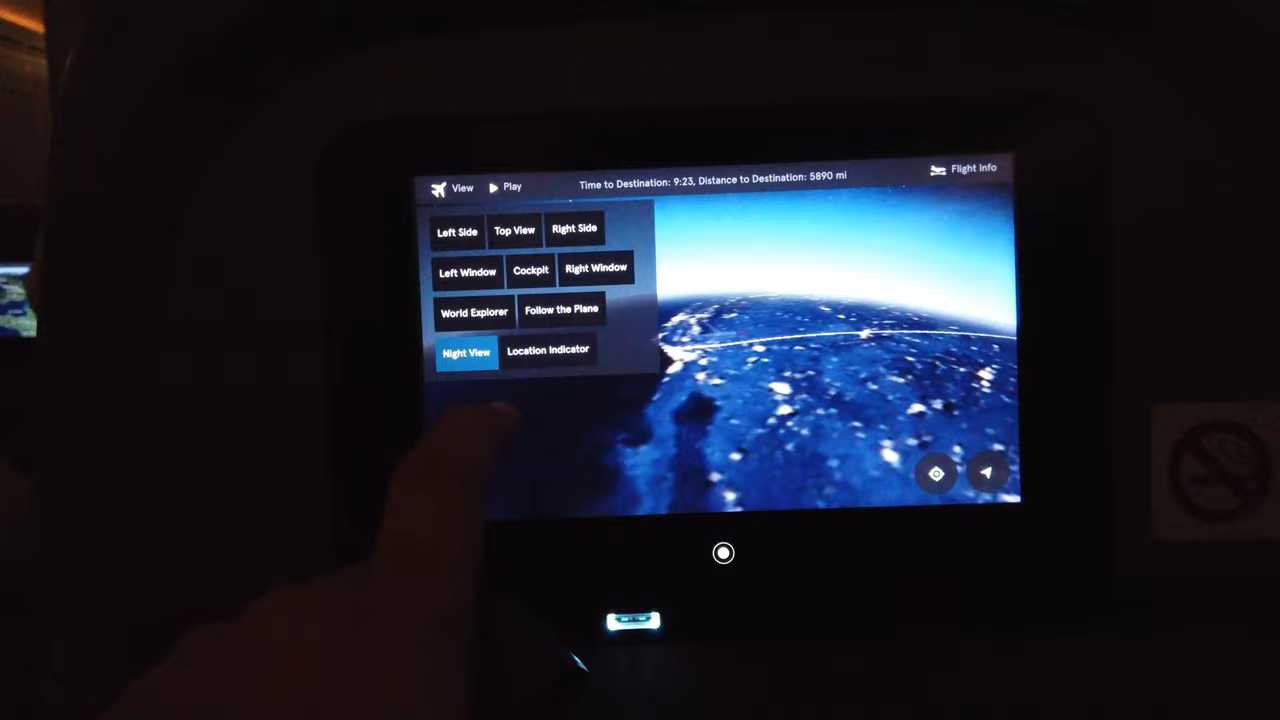 View Play Time to Destination: 9:23, Distance to Destination: 5890 mi Flight Info
Left Side Top View Right Side
Left Window Cockpit Right Window
World Explorer Follow the Plane
Night View Location Indicator